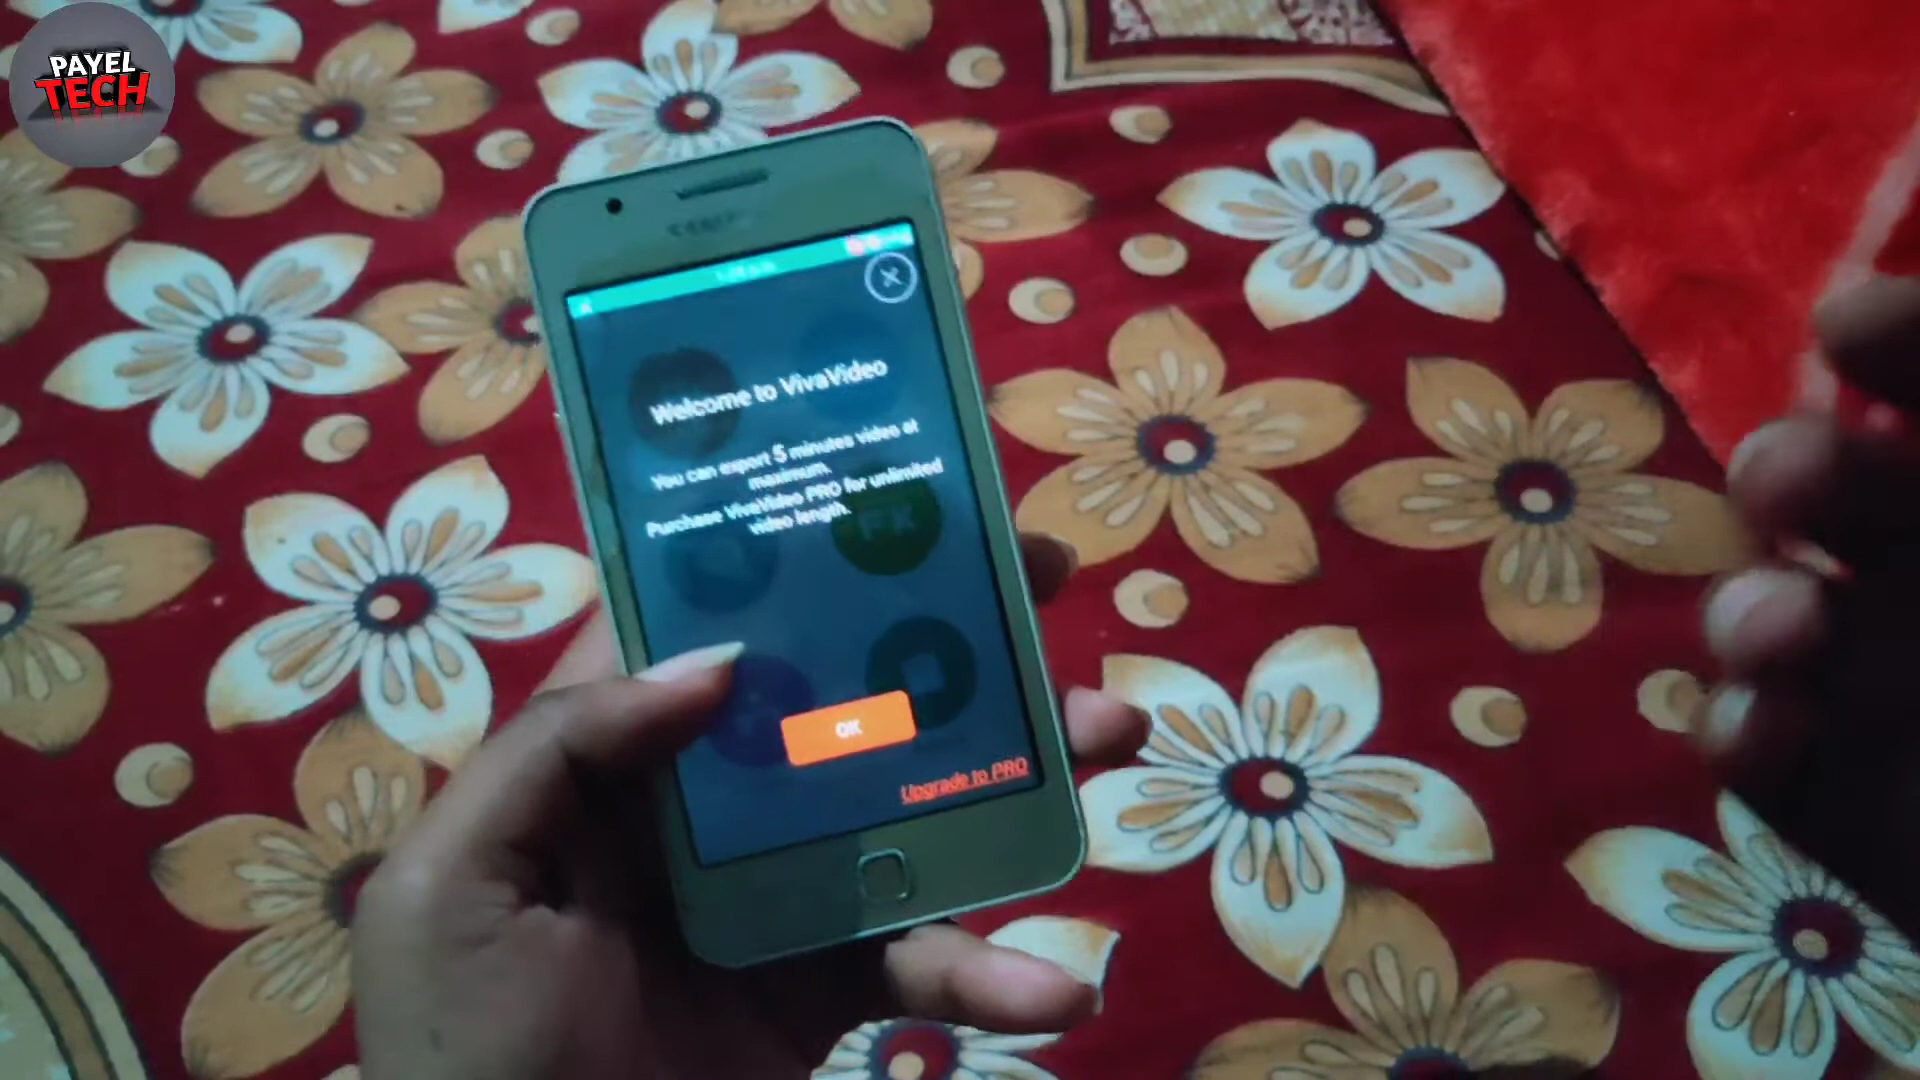 PAYEL
TECH
Welcome to VivaVideo
You can export 5 minutes video at
maximum.
Purchase VivaVideo PRO for unlimited
video length.
FX
OK
Upgrade to PRO